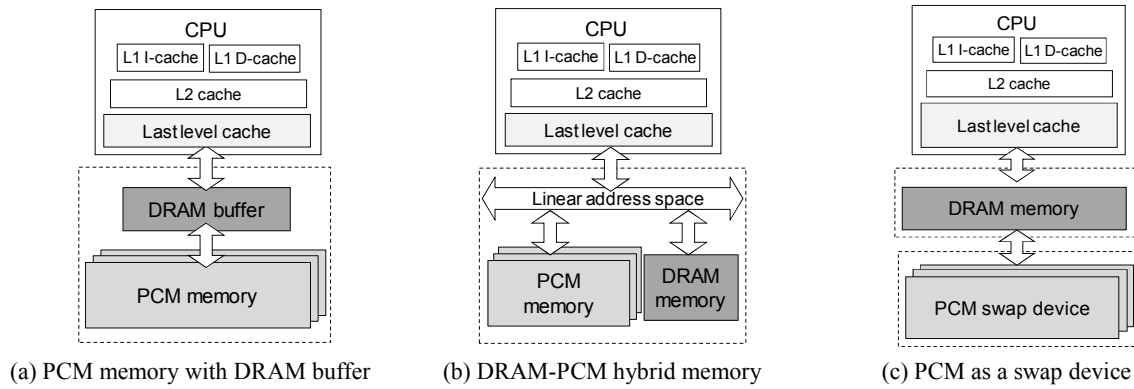 CPU
L1 I-cache L1 D-cache
L2 cache
Last level cache
DRAM buffer
PCM memory
(a) PCM memory with DRAM buffer
CPU
L1 I-cache L1 D-cache
L2 cache
Last level cache
Linear address space
PCM
memory
DRAM
memory
(b) DRAM-PCM hybrid memory
CPU
L1 I-cache L1 D-cache
L2 cache
Last level cache
DRAM memory
PCM swap device
(c) PCM as a swap device